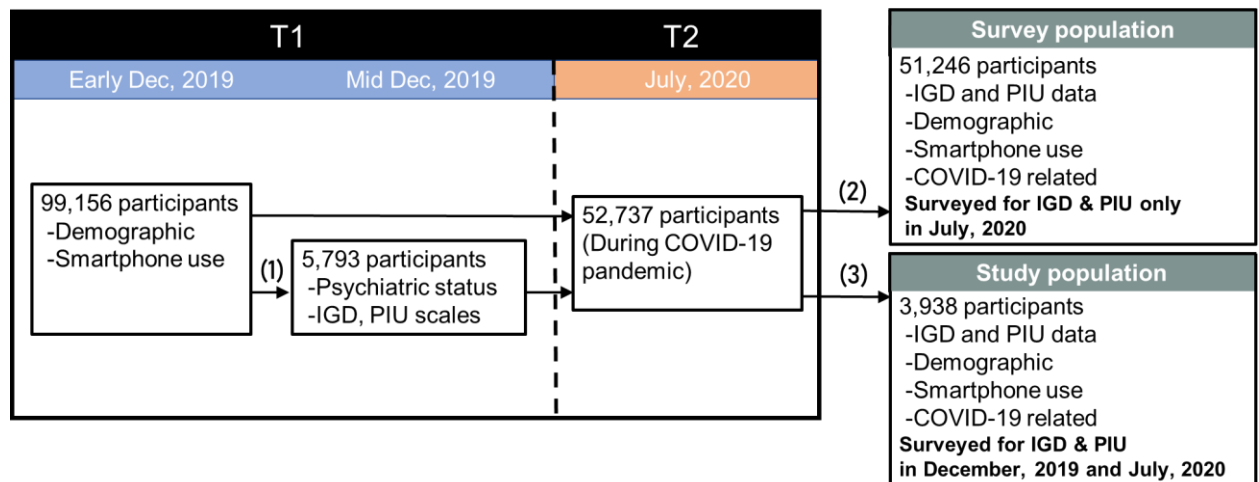 T1
T2
Early Dec, 2019
Mid Dec, 2019
July, 2020
99,156 participants
-Demographic
-Smartphone use
(1)
5,793 participants
-Psychiatric status
-IGD, PIU scales
52,737 participants
(During COVID-19
pandemic)
(2)
(3)
Survey population
51,246 participants
-IGD and PIU data
-Demographic
-Smartphone use
-COVID-19 related
Surveyed for IGD & PIU only
in July, 2020
Study population
3,938 participants
-IGD and PIU data
-Demographic
-Smartphone use
-COVID-19 related
Surveyed for IGD & PIU
in December, 2019 and July, 2020